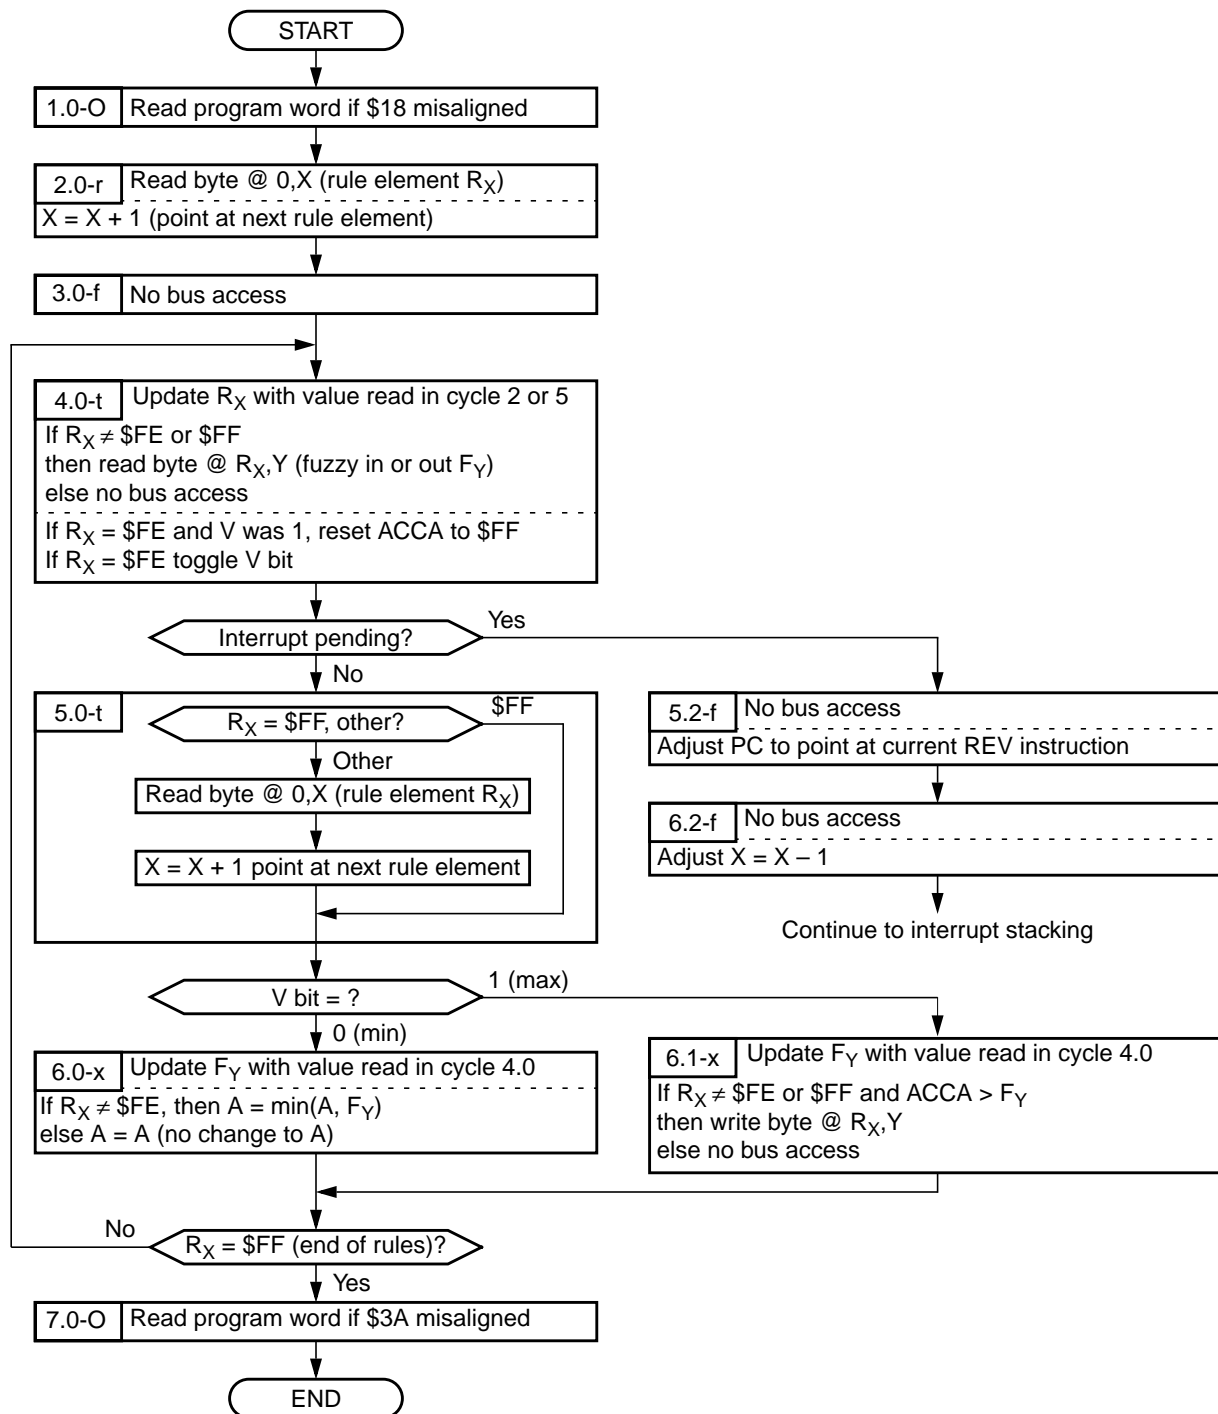 START
1.0-O Read program word if $18 misaligned
2.0-r Read byte @ 0,X (rule element RX)
X = X + 1 (point at next rule element)
3.0-f No bus access
4.0-t Update RX with value read in cycle 2 or 5
If RX ≠ $FE or $FF
then read byte @ RX,Y (fuzzy in or out FY)
else no bus access
If RX = $FE and V was 1, reset ACCA to $FF
If RX = $FE toggle V bit
Interrupt pending?
Yes
No
5.0-t
RX = $FF, other?
$FF
Other
Read byte @ 0,X (rule element RX)
X = X + 1 point at next rule element
5.2-f No bus access
Adjust PC to point at current REV instruction
6.2-f No bus access
Adjust X = X – 1
Continue to interrupt stacking
V bit = ?
1 (max)
0 (min)
6.0-x Update FY with value read in cycle 4.0
If RX ≠ $FE, then A = min(A, FY)
else A = A (no change to A)
6.1-x Update FY with value read in cycle 4.0
If RX ≠ $FE or $FF and ACCA > FY
then write byte @ RX,Y
else no bus access
No
RX = $FF (end of rules)?
Yes
7.0-O Read program word if $3A misaligned
END